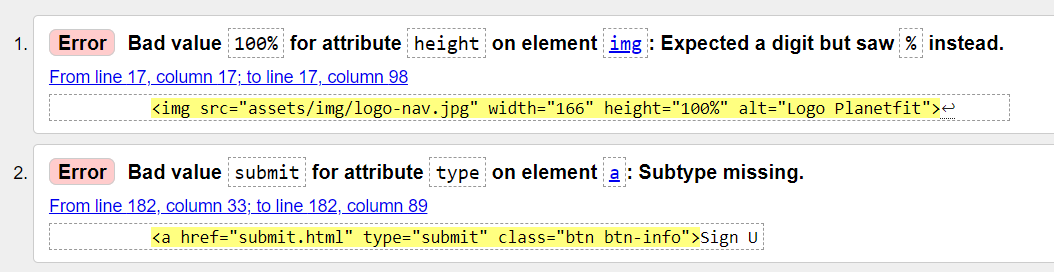 1. Error Bad value 100% for attribute height on element img: Expected a digit but saw % instead.
From line 17, column 17; to line 17, column 98
<img src="assets/img/logo-nav.jpg" width="166" height="100%" alt="Logo Planetfit">↩
2. Error Bad value submit for attribute type on element a: Subtype missing.
From line 182, column 33; to line 182, column 89
<a href="submit.html" type="submit" class="btn btn-info">Sign U